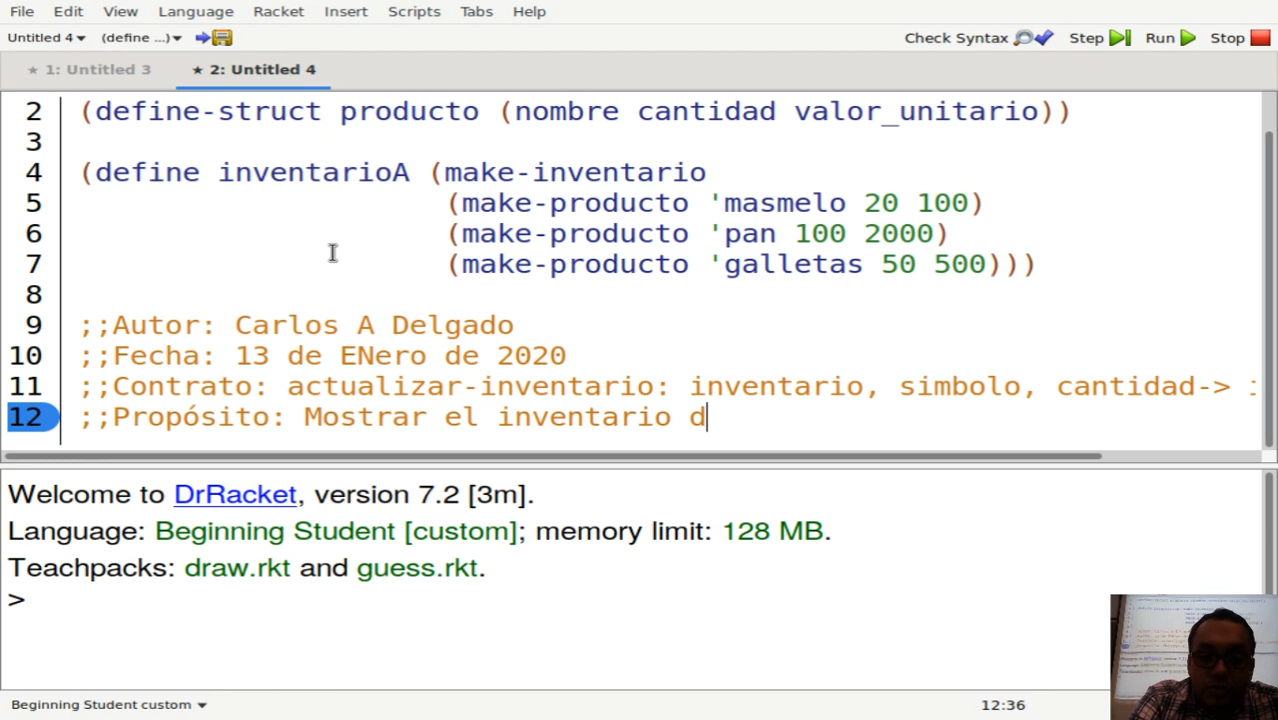 File Edit View Language Racket Insert Scripts Tabs Help
Untitled 4 (define ...) Check Syntax Step Run Stop
1: Untitled 3 2: Untitled 4
2 (define-struct producto (nombre cantidad valor_unitario))
3
4 (define inventarioA (make-inventario
5 (make-producto 'masmelo 20 100)
6 (make-producto 'pan 100 2000)
7 (make-producto 'galletas 50 500)))
8
9 ;;Autor: Carlos A Delgado
10 ;;Fecha: 13 de ENero de 2020
11 ;;Contrato: actualizar-inventario: inventario, simbolo, cantidad->
12 ;;Propósito: Mostrar el inventario d
Welcome to DrRacket, version 7.2 [3m].
Language: Beginning Student [custom]; memory limit: 128 MB.
Teachpacks: draw.rkt and guess.rkt.
>
Beginning Student custom 12:36